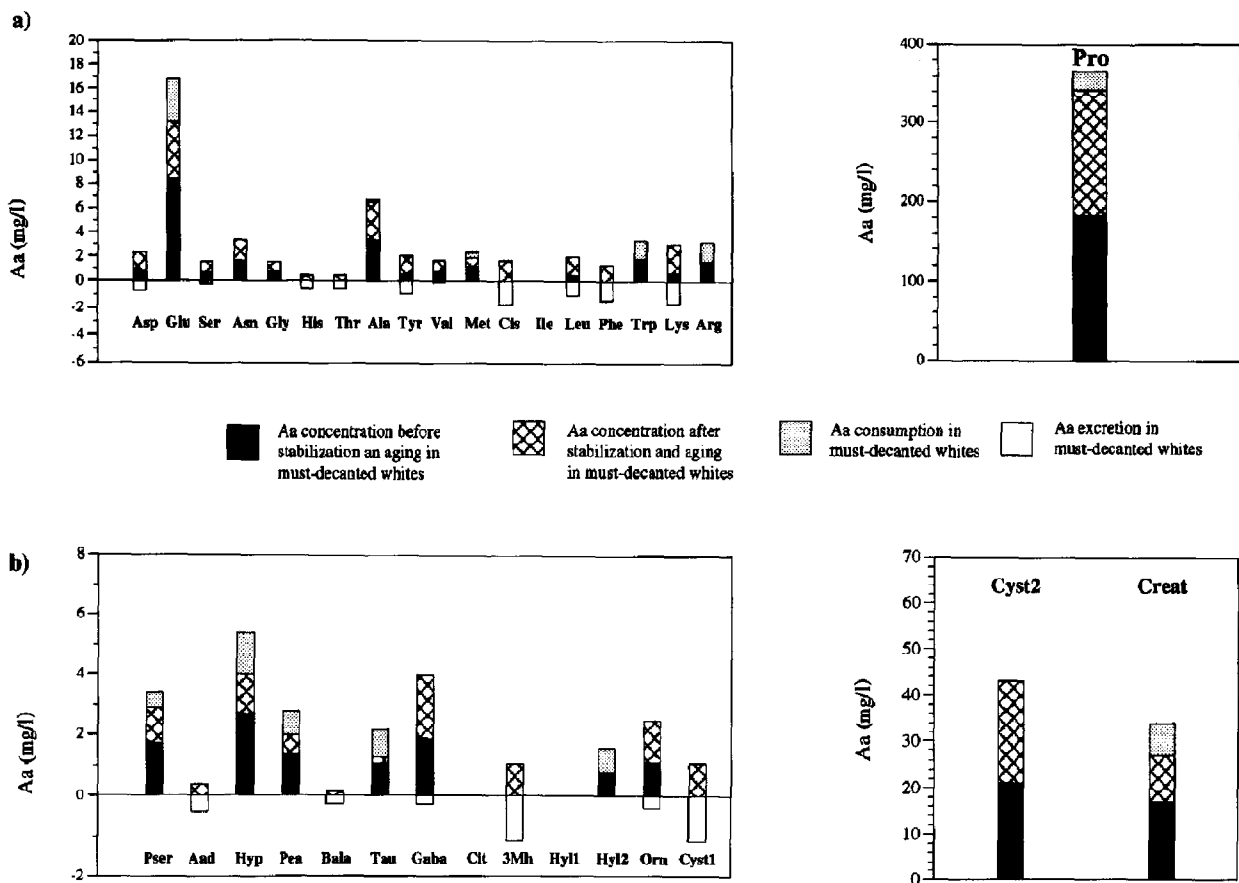 a)
20
18
16
14
12
10
8
6
4
2
0
-2
-4
-6
Aa (mg/l)
Asp Glu Ser Asn Gly His Thr Ala Tyr Val Met Cis Ile Leu Phe Trp Lys Arg
400
300
200
100
0
Aa (mg/l)
Pro
Aa concentration before
stabilization an aging in
must-decanted whites
Aa concentration after
stabilization and aging
in must-decanted whites
Aa consumption in
must-decanted whites
Aa excretion in
must-decanted whites
b)
8
6
4
2
0
-2
Aa (mg/l)
Pser Aad Hyp Pea Bala Tau Gaba Cit 3Mh Hyl1 Hyl2 Orn Cyst1
70
60
50
40
30
20
10
0
Aa (mg/l)
Cyst2 Creat